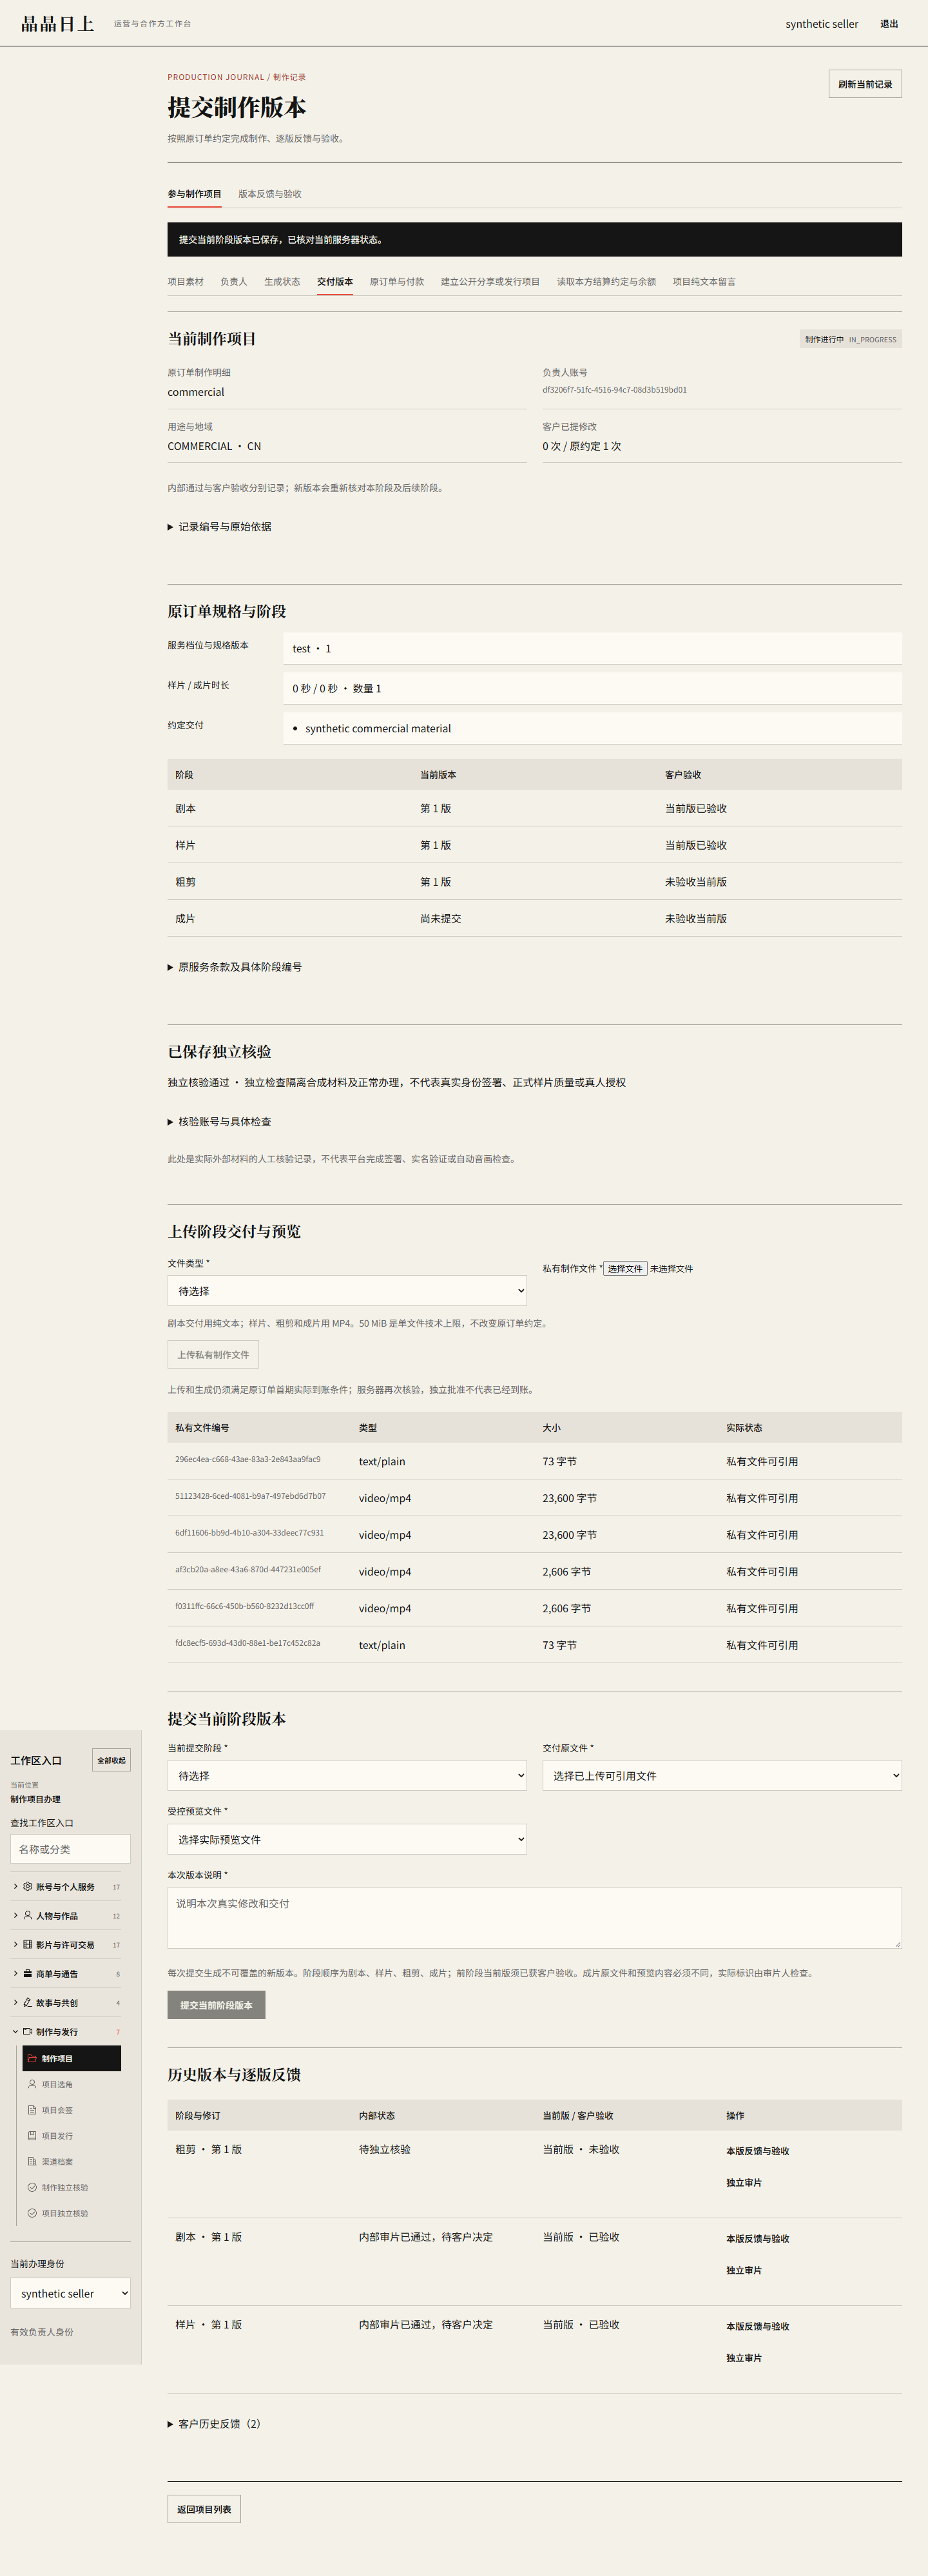 晶晶日上
运营与合作方工作台
synthetic seller
退出
PRODUCTION JOURNAL / 制作记录
提交制作版本
刷新当前记录
按照原订单约定完成制作、逐版反馈与验收。
参与制作项目 版本反馈与验收
提交当前阶段版本已保存，已核对当前服务器状态。
项目素材 负责人 生成状态 交付版本 原订单与付款 建立公开分享或发行项目 读取本方结算约定与余额 项目纯文本留言
当前制作项目
制作进行中 IN_PROGRESS
原订单制作明细
commercial
负责人账号
df3206f7-51fc-4516-94c7-08d3b519bd01
用途与地域
COMMERCIAL · CN
客户已提修改
0 次 / 原约定 1 次
内部通过与客户验收分别记录；新版本会重新核对本阶段及后续阶段。
记录编号与原始依据
原订单规格与阶段
服务档位与规格版本
test · 1
样片 / 成片时长
0 秒 / 0 秒 · 数量 1
约定交付
• synthetic commercial material
阶段 当前版本 客户验收
剧本 第 1 版 当前版已验收
样片 第 1 版 当前版已验收
粗剪 第 1 版 未验收当前版
成片 尚未提交 未验收当前版
原服务条款及具体阶段编号
已保存独立核验
独立核验通过 · 独立检查隔离合成材料及正常办理，不代表真实身份签署、正式样片质量或真人授权
核验账号与具体检查
此处是实际外部材料的人工核验记录，不代表平台完成签署、实名验证或自动音画检查。
上传阶段交付与预览
文件类型 *
待选择
私有制作文件 * 选择文件 未选择文件
剧本交付用纯文本；样片、粗剪和成片用 MP4。50 MiB 是单文件技术上限，不改变原订单约定。
上传私有制作文件
上传和生成仍须满足原订单首期实际到账条件；服务器再次核验，独立批准不代表已经到账。
私有文件编号 类型 大小 实际状态
296ec4ea-c668-43ae-83a3-2e843aa9fac9 text/plain 73 字节 私有文件可引用
51123428-6ced-4081-b9a7-497ebd6d7b07 video/mp4 23,600 字节 私有文件可引用
6df11606-bb9d-4b10-a304-33deec77c931 video/mp4 23,600 字节 私有文件可引用
af3cb20a-a8ee-43a6-870d-447231e005ef video/mp4 2,606 字节 私有文件可引用
f0311ffc-66c6-450b-b560-8232d13cc0ff video/mp4 2,606 字节 私有文件可引用
fdc8ecf5-693d-43d0-88e1-be17c452c82a text/plain 73 字节 私有文件可引用
提交当前阶段版本
当前提交阶段 *
待选择
交付原文件 *
选择已上传可引用文件
受控预览文件 *
选择实际预览文件
本次版本说明 *
说明本次真实修改和交付
每次提交生成不可覆盖的新版本。阶段顺序为剧本、样片、粗剪、成片；前阶段当前版须已获客户验收。成片原文件和预览内容必须不同，实际标识由审片人检查。
提交当前阶段版本
历史版本与逐版反馈
阶段与修订 内部状态 当前版 / 客户验收 操作
粗剪 · 第 1 版 待独立核验 当前版 · 未验收 本版反馈与验收
独立审片
剧本 · 第 1 版 内部审片已通过，待客户决定 当前版 · 已验收 本版反馈与验收
独立审片
样片 · 第 1 版 内部审片已通过，待客户决定 当前版 · 已验收 本版反馈与验收
独立审片
客户历史反馈（2）
返回项目列表
工作区入口
全部收起
当前位置
制作项目办理
查找工作区入口
名称或分类
账号与个人服务 17
人物与作品 12
影片与许可交易 17
商单与通告 8
故事与共创 4
制作与发行 7
制作项目
项目选角
项目会签
项目发行
渠道档案
制作独立核验
项目独立核验
当前办理身份
synthetic seller
有效负责人身份